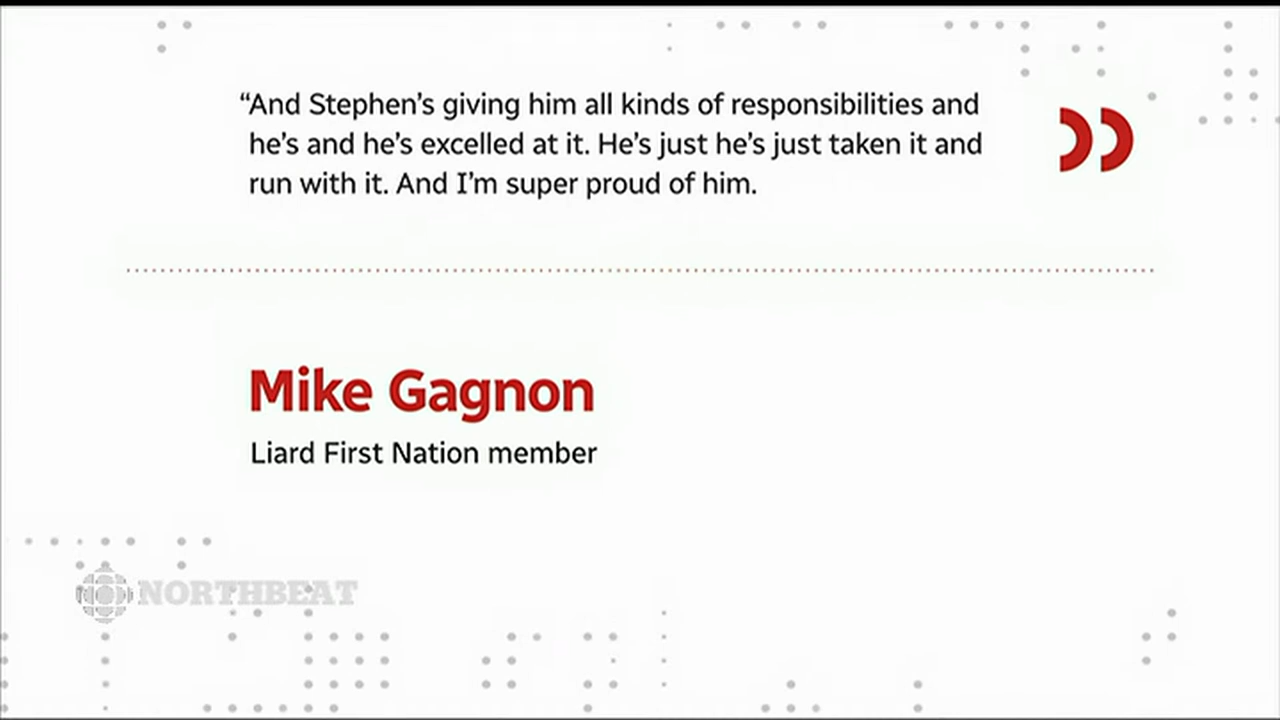 “And Stephen’s giving him all kinds of responsibilities and
he’s and he’s excelled at it. He’s just he’s just taken it and
run with it. And I’m super proud of him.
Mike Gagnon
Liard First Nation member
NORTHBEAT